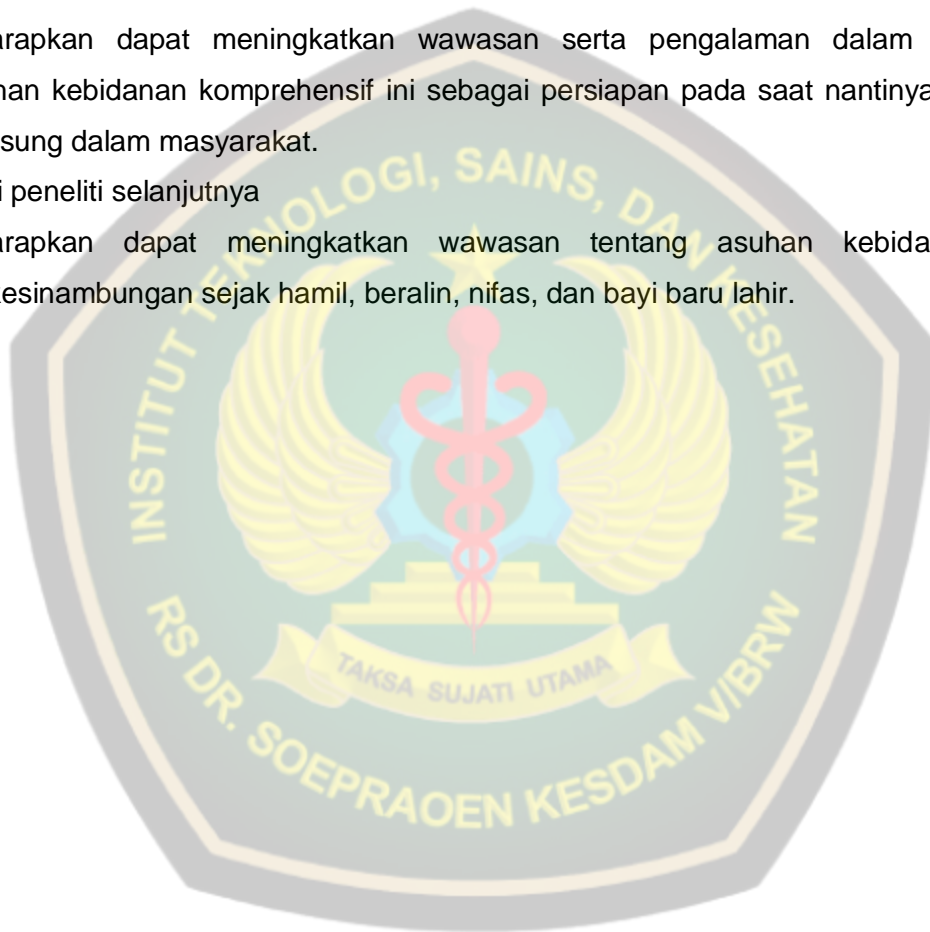 arapkan dapat meningkatkan wawasan serta pengalaman dalam
nan kebidanan komprehensif ini sebagai persiapan pada saat nantinya
sung dalam masyarakat.
i peneliti selanjutnya
arapkan dapat meningkatkan wawasan tentang asuhan kebida
kesinambungan sejak hamil, beralin, nifas, dan bayi baru lahir.
INSTITUT TEKNOLOGI, SAINS, DAN KESEHATAN
TAKSA SUJATI UTAMA
RS DR. SOEPRAOEN KESDAM V/BRW